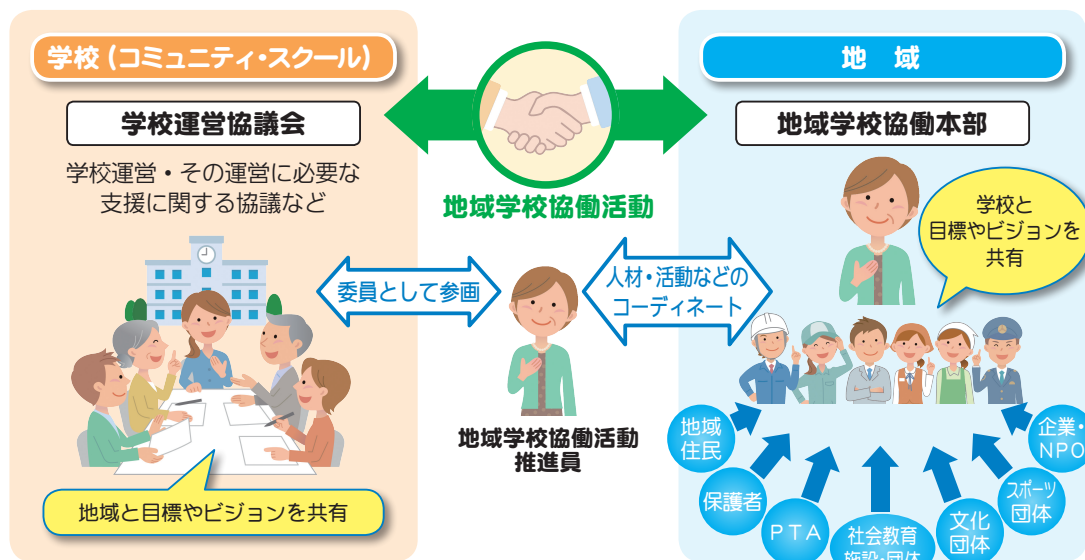 学校(コミュニティ・スクール)
学校運営協議会
学校運営・その運営に必要な
支援に関する協議など
地域と目標やビジョンを共有
地域学校協働活動
委員として参画
人材・活動などの
コーディネート
地域学校協働活動
推進員
地 域
地域学校協働本部
学校と
目標やビジョンを
共有
地域
住民
保護者
PTA
社会教育
施設・団体
文化
団体
スポーツ
団体
企業・
NPO